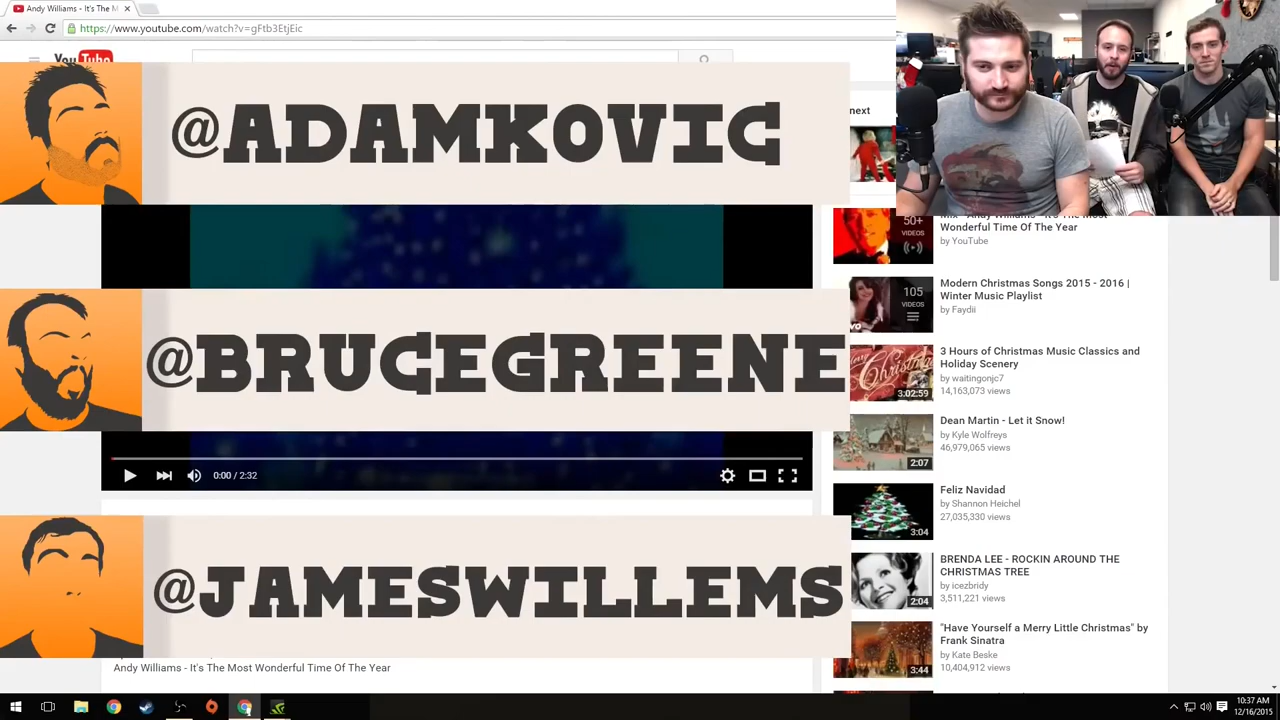 Andy Williams - It's The M
https://www.youtube.com/watch?v=gFtb3EtjEic
YouTube
@ADAMKOVIC
next
50+
VIDEOS
Mix - Andy Williams - It's The Most
Wonderful Time Of The Year
by YouTube
105
VIDEOS
Modern Christmas Songs 2015 - 2016 |
Winter Music Playlist
by Faydii
@BRUCEGREENE
Merry
Christmas
3:02:59
3 Hours of Christmas Music Classics and
Holiday Scenery
by waitingonjc7
14,163,073 views
2:07
Dean Martin - Let it Snow!
by Kyle Wolfreys
46,979,065 views
0:00 / 2:32
3:04
Feliz Navidad
by Shannon Heichel
27,035,330 views
@JAMESWILLEMS
2:04
BRENDA LEE - ROCKIN AROUND THE
CHRISTMAS TREE
by icezbridy
3,511,221 views
3:44
"Have Yourself a Merry Little Christmas" by
Frank Sinatra
by Kate Beske
10,404,912 views
Andy Williams - It's The Most Wonderful Time Of The Year
10:37 AM
12/16/2015